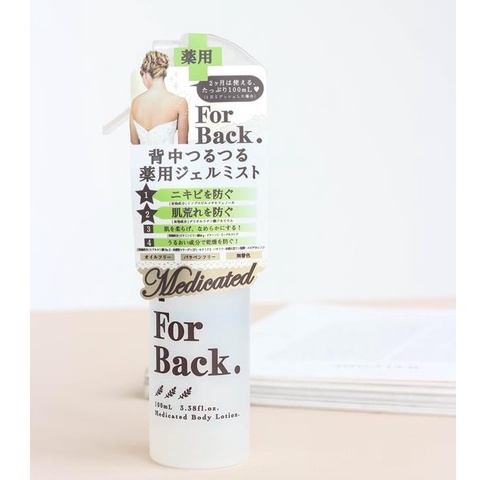 薬用
2ヶ月は使える、
たっぷり100mL♥
For
Back.
背中つるつる
薬用ジェルミスト
1 ニキビを防ぐ
2 肌荒れを防ぐ
3 肌を柔らげ、なめらかにする!
4 うるおい成分で乾燥を防ぐ!
オイルフリー パラベンフリー 無着色
Medicated
For
Back.
100mL 3.38fl.oz.
Medicated Body Lotion.